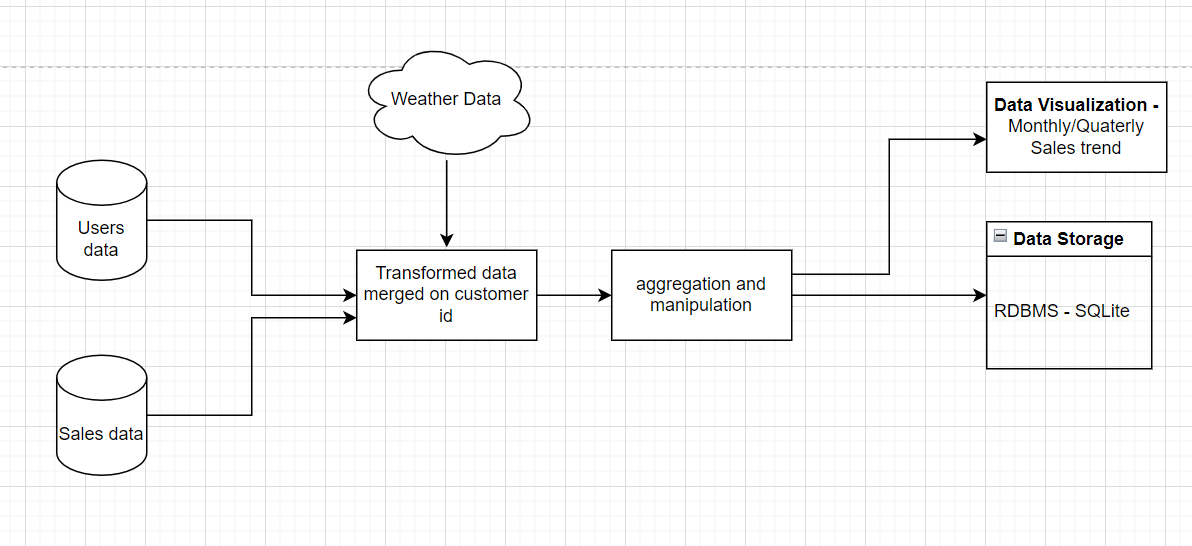 Weather Data
Users
data
Sales data
Transformed data
merged on customer
id
aggregation and
manipulation
Data Visualization -
Monthly/Quaterly
Sales trend
Data Storage
RDBMS - SQLite